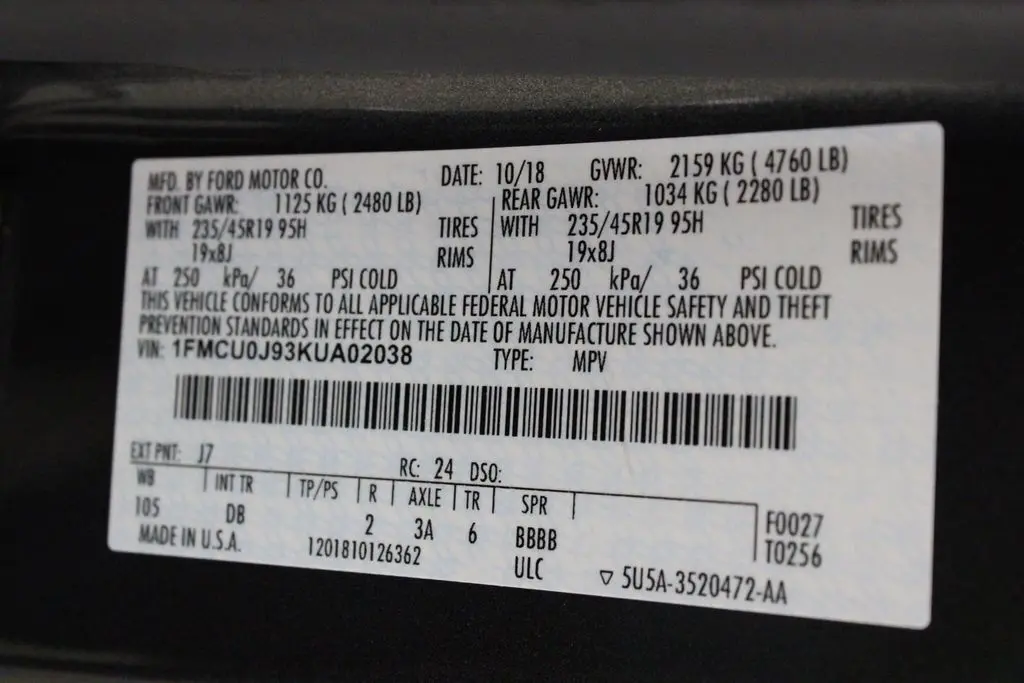 MFD. BY FORD MOTOR CO. DATE: 10/18 GVWR: 2159 KG ( 4760 LB)
FRONT GAWR: 1125 KG ( 2480 LB) REAR GAWR: 1034 KG ( 2280 LB)
WITH 235/45R19 95H TIRES WITH 235/45R19 95H TIRES
19x8J RIMS 19x8J RIMS
AT 250 kPa/ 36 PSI COLD AT 250 kPa/ 36 PSI COLD
THIS VEHICLE CONFORMS TO ALL APPLICABLE FEDERAL MOTOR VEHICLE SAFETY AND THEFT
PREVENTION STANDARDS IN EFFECT ON THE DATE OF MANUFACTURE SHOWN ABOVE.
VIN: 1FMCU0J93KUA02038 TYPE: MPV
EXT PNT: J7 RC: 24 DSO:
WB INT TR TP/PS R AXLE TR SPR
105 DB 2 3A 6 BBBB F0027
MADE IN U.S.A. 1201810126362 ULC T0256
▽ 5U5A-3520472-AA